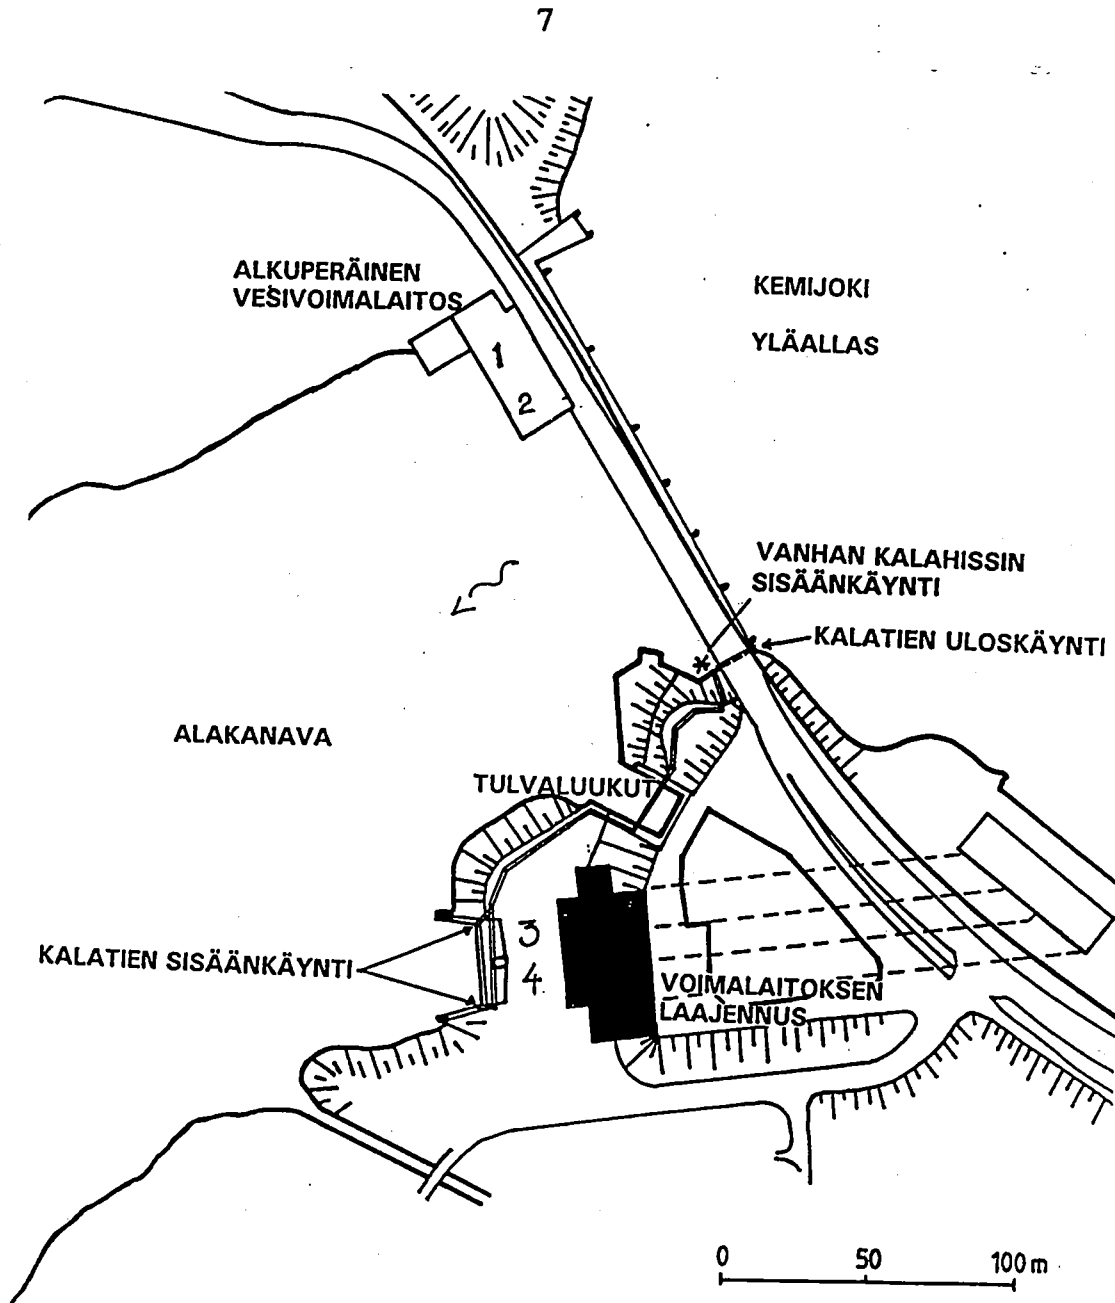 7
ALKUPERÄINEN
VESIVOIMALAITOS
KEMIJOKI
YLÄALLAS
1
2
VANHAN KALAHISSIN
SISÄÄNKÄYNTI
KALATIEN ULOSKÄYNTI
ALAKANAVA
TULVALUUKUT
3
4
KALATIEN SISÄÄNKÄYNTI
VOIMALAITOKSEN
LAAJENNUS
0 50 100 m